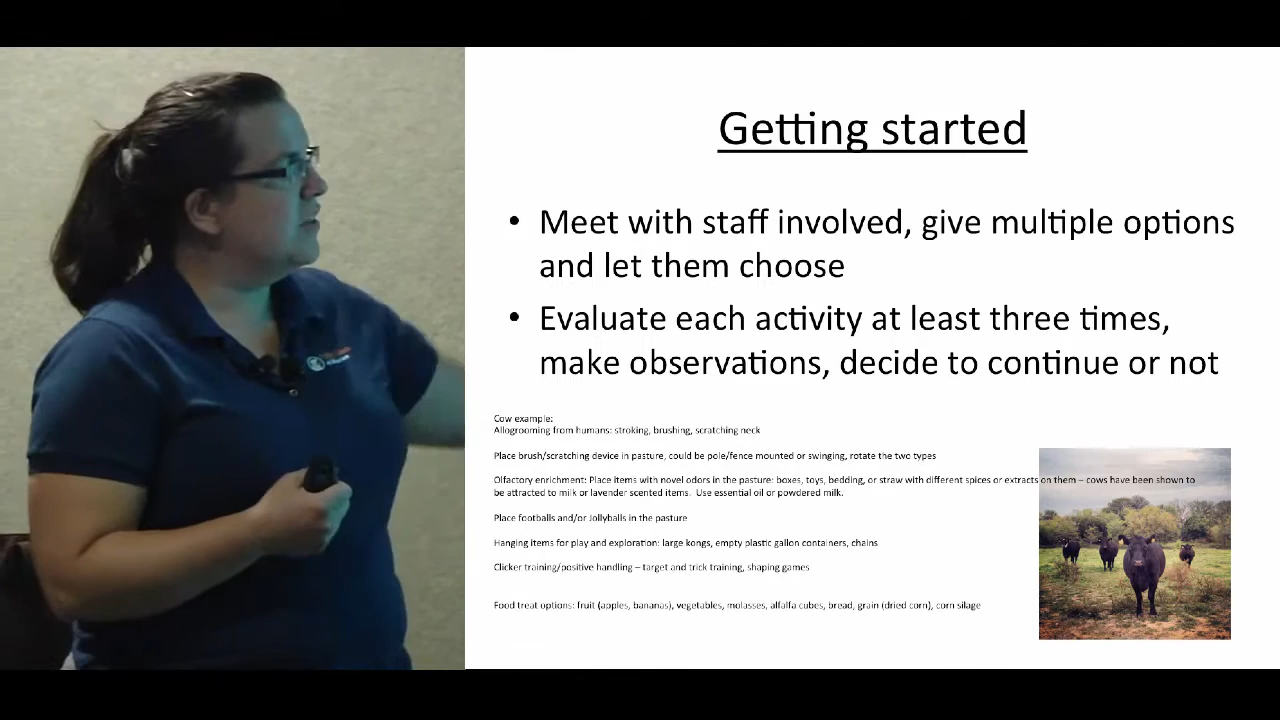 Getting started
• Meet with staff involved, give multiple options
and let them choose
• Evaluate each activity at least three times,
make observations, decide to continue or not
Cow example:
Allogrooming from humans: stroking, brushing, scratching neck
Place brush/scratching device in pasture, could be pole/fence mounted or swinging, rotate the two types
Olfactory enrichment: Place items with novel odors in the pasture: boxes, toys, bedding, or straw with different spices or extracts on them – cows have been shown to
be attracted to milk or lavender scented items.  Use essential oil or powdered milk.
Place footballs and/or Jollyballs in the pasture
Hanging items for play and exploration: large kongs, empty plastic gallon containers, chains
Clicker training/positive handling – target and trick training, shaping games
Food treat options: fruit (apples, bananas), vegetables, molasses, alfalfa cubes, bread, grain (dried corn), corn silage